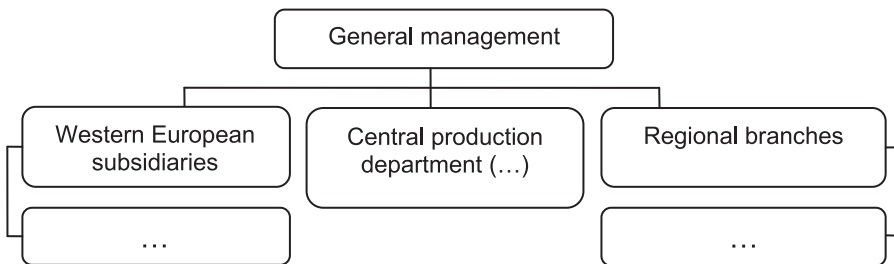 General management
Western European
subsidiaries
Central production
department (…)
Regional branches
…
…